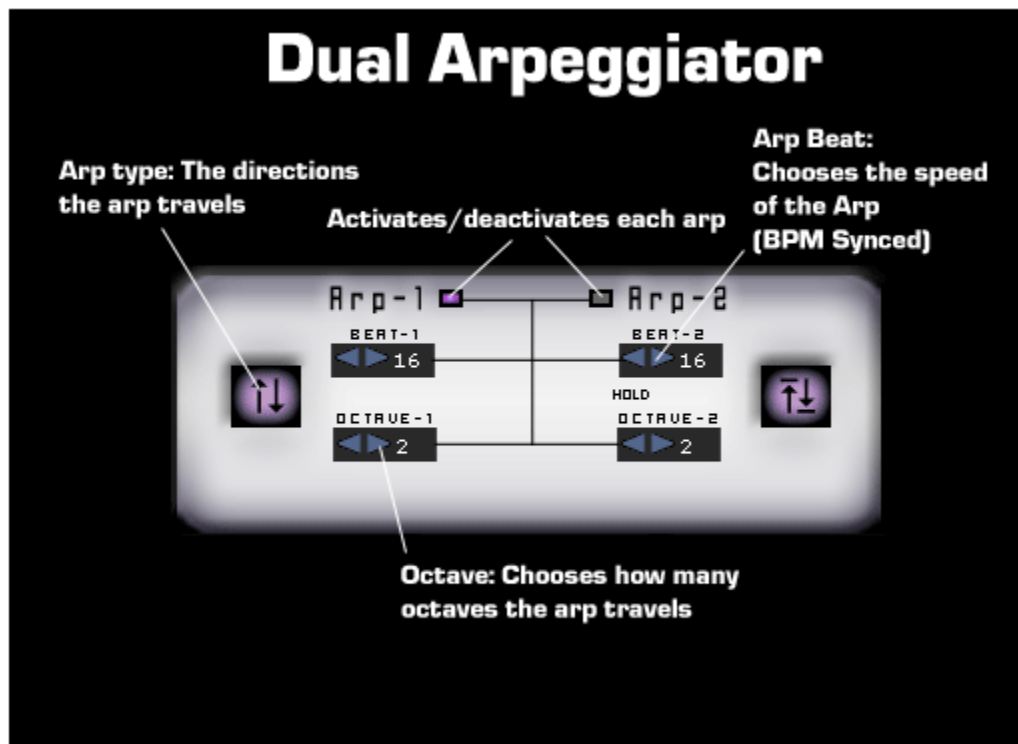 Dual Arpeggiator
Arp Beat:
Chooses the speed
of the Arp
(BPM Synced)
Arp type: The directions
the arp travels
Activates/deactivates each arp
Arp-1
Arp-2
BEAT-1
BEAT-2
16
16
HOLD
OCTAVE-1
OCTAVE-2
2
2
Octave: Chooses how many
octaves the arp travels